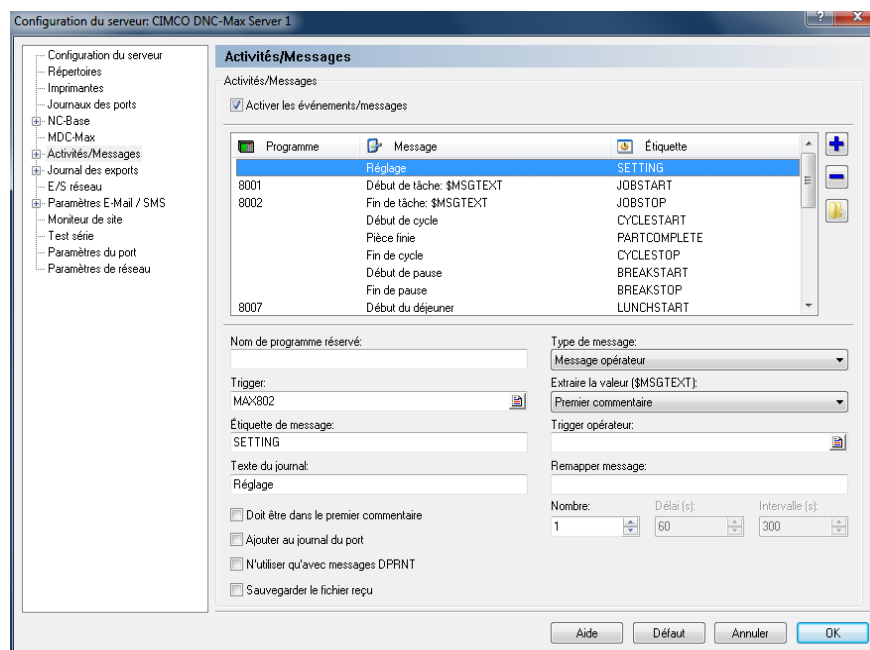 Configuration du serveur: CIMCO DNC-Max Server 1
Configuration du serveur
Répertoires
Imprimantes
Journaux des ports
NC-Base
MDC-Max
Activités/Messages
Journal des exports
E/S réseau
Paramètres E-Mail / SMS
Moniteur de site
Test série
Paramètres du port
Paramètres de réseau
Activités/Messages
Activités/Messages
Activer les événements/messages
Programme Message Étiquette
Réglage SETTING
8001 Début de tâche: $MSGTEXT JOBSTART
8002 Fin de tâche: $MSGTEXT JOBSTOP
Début de cycle CYCLESTART
Pièce finie PARTCOMPLETE
Fin de cycle CYCLESTOP
Début de pause BREAKSTART
Fin de pause BREAKSTOP
8007 Début du déjeuner LUNCHSTART
Nom de programme réservé: Type de message:
Message opérateur
Trigger: Extraire la valeur ($MSGTEXT):
MAX802 Premier commentaire
Étiquette de message: Trigger opérateur:
SETTING
Texte du journal: Remapper message:
Réglage
Doit être dans le premier commentaire
Ajouter au journal du port
N'utiliser qu'avec messages DPRNT
Sauvegarder le fichier reçu
Nombre: Délai (s): Intervalle (s):
1 60 300
Aide Défaut Annuler OK